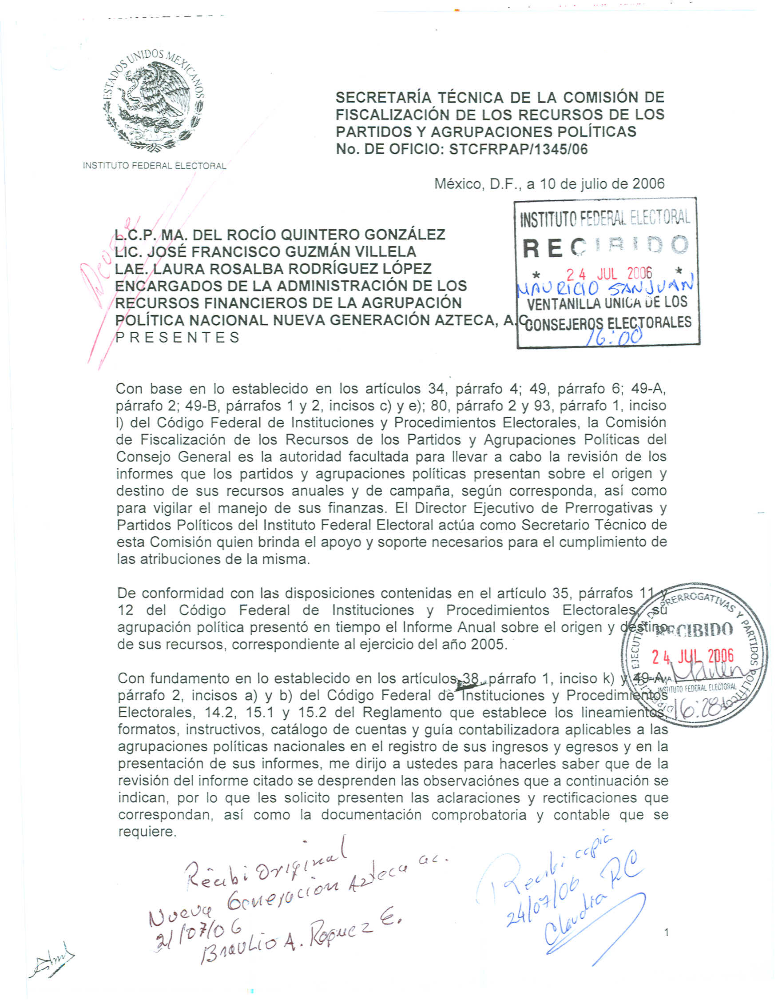 ESTADOS UNIDOS MEXICANOS
INSTITUTO FEDERAL ELECTORAL
SECRETARÍA TÉCNICA DE LA COMISIÓN DE
FISCALIZACIÓN DE LOS RECURSOS DE LOS
PARTIDOS Y AGRUPACIONES POLÍTICAS
No. DE OFICIO: STCFRPAP/1345/06
México, D.F., a 10 de julio de 2006
INSTITUTO FEDERAL ELECTORAL
RECIBIDO
* 24 JUL 2006 *
MAURICIO SANJUAN
VENTANILLA UNICA DE LOS
CONSEJEROS ELECTORALES
16:00
L.C.P. MA. DEL ROCÍO QUINTERO GONZÁLEZ
LIC. JOSÉ FRANCISCO GUZMÁN VILLELA
LAE. LAURA ROSALBA RODRÍGUEZ LÓPEZ
ENCARGADOS DE LA ADMINISTRACIÓN DE LOS
RECURSOS FINANCIEROS DE LA AGRUPACIÓN
POLÍTICA NACIONAL NUEVA GENERACIÓN AZTECA, A.C
P R E S E N T E S
Con base en lo establecido en los artículos 34, párrafo 4; 49, párrafo 6; 49-A,
párrafo 2; 49-B, párrafos 1 y 2, incisos c) y e); 80, párrafo 2 y 93, párrafo 1, inciso
l) del Código Federal de Instituciones y Procedimientos Electorales, la Comisión
de Fiscalización de los Recursos de los Partidos y Agrupaciones Políticas del
Consejo General es la autoridad facultada para llevar a cabo la revisión de los
informes que los partidos y agrupaciones políticas presentan sobre el origen y
destino de sus recursos anuales y de campaña, según corresponda, así como
para vigilar el manejo de sus finanzas. El Director Ejecutivo de Prerrogativas y
Partidos Políticos del Instituto Federal Electoral actúa como Secretario Técnico de
esta Comisión quien brinda el apoyo y soporte necesarios para el cumplimiento de
las atribuciones de la misma.
De conformidad con las disposiciones contenidas en el artículo 35, párrafos 11 y
12 del Código Federal de Instituciones y Procedimientos Electorales, su
agrupación política presentó en tiempo el Informe Anual sobre el origen y destino
de sus recursos, correspondiente al ejercicio del año 2005.
EJECUTIVA DE PRERROGATIVAS Y PARTIDOS POLÍTICOS
RECIBIDO
24 JUL 2006
INSTITUTO FEDERAL ELECTORAL
16:28
Con fundamento en lo establecido en los artículos 38, párrafo 1, inciso k) y 49-A,
párrafo 2, incisos a) y b) del Código Federal de Instituciones y Procedimientos
Electorales, 14.2, 15.1 y 15.2 del Reglamento que establece los lineamientos,
formatos, instructivos, catálogo de cuentas y guía contabilizadora aplicables a las
agrupaciones políticas nacionales en el registro de sus ingresos y egresos y en la
presentación de sus informes, me dirijo a ustedes para hacerles saber que de la
revisión del informe citado se desprenden las observaciónes que a continuación se
indican, por lo que les solicito presenten las aclaraciones y rectificaciones que
correspondan, así como la documentación comprobatoria y contable que se
requiere.
Recibi Original
Nueva Generacion Azteca ac.
21/07/06
Braulio A. Roquez E.
Recibi copia
24/07/06
Claudia RC
1